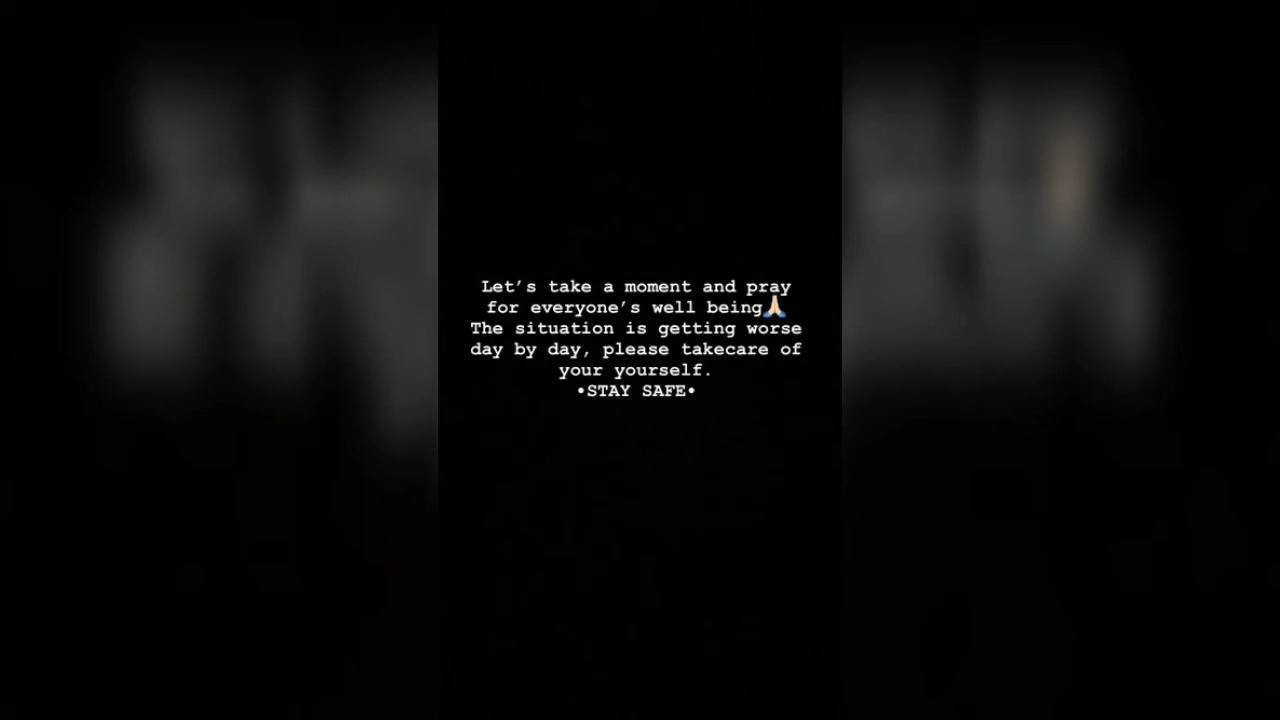 Let’s take a moment and pray
for everyone’s well being🙏🏻
The situation is getting worse
day by day, please takecare of
your yourself.
•STAY SAFE•